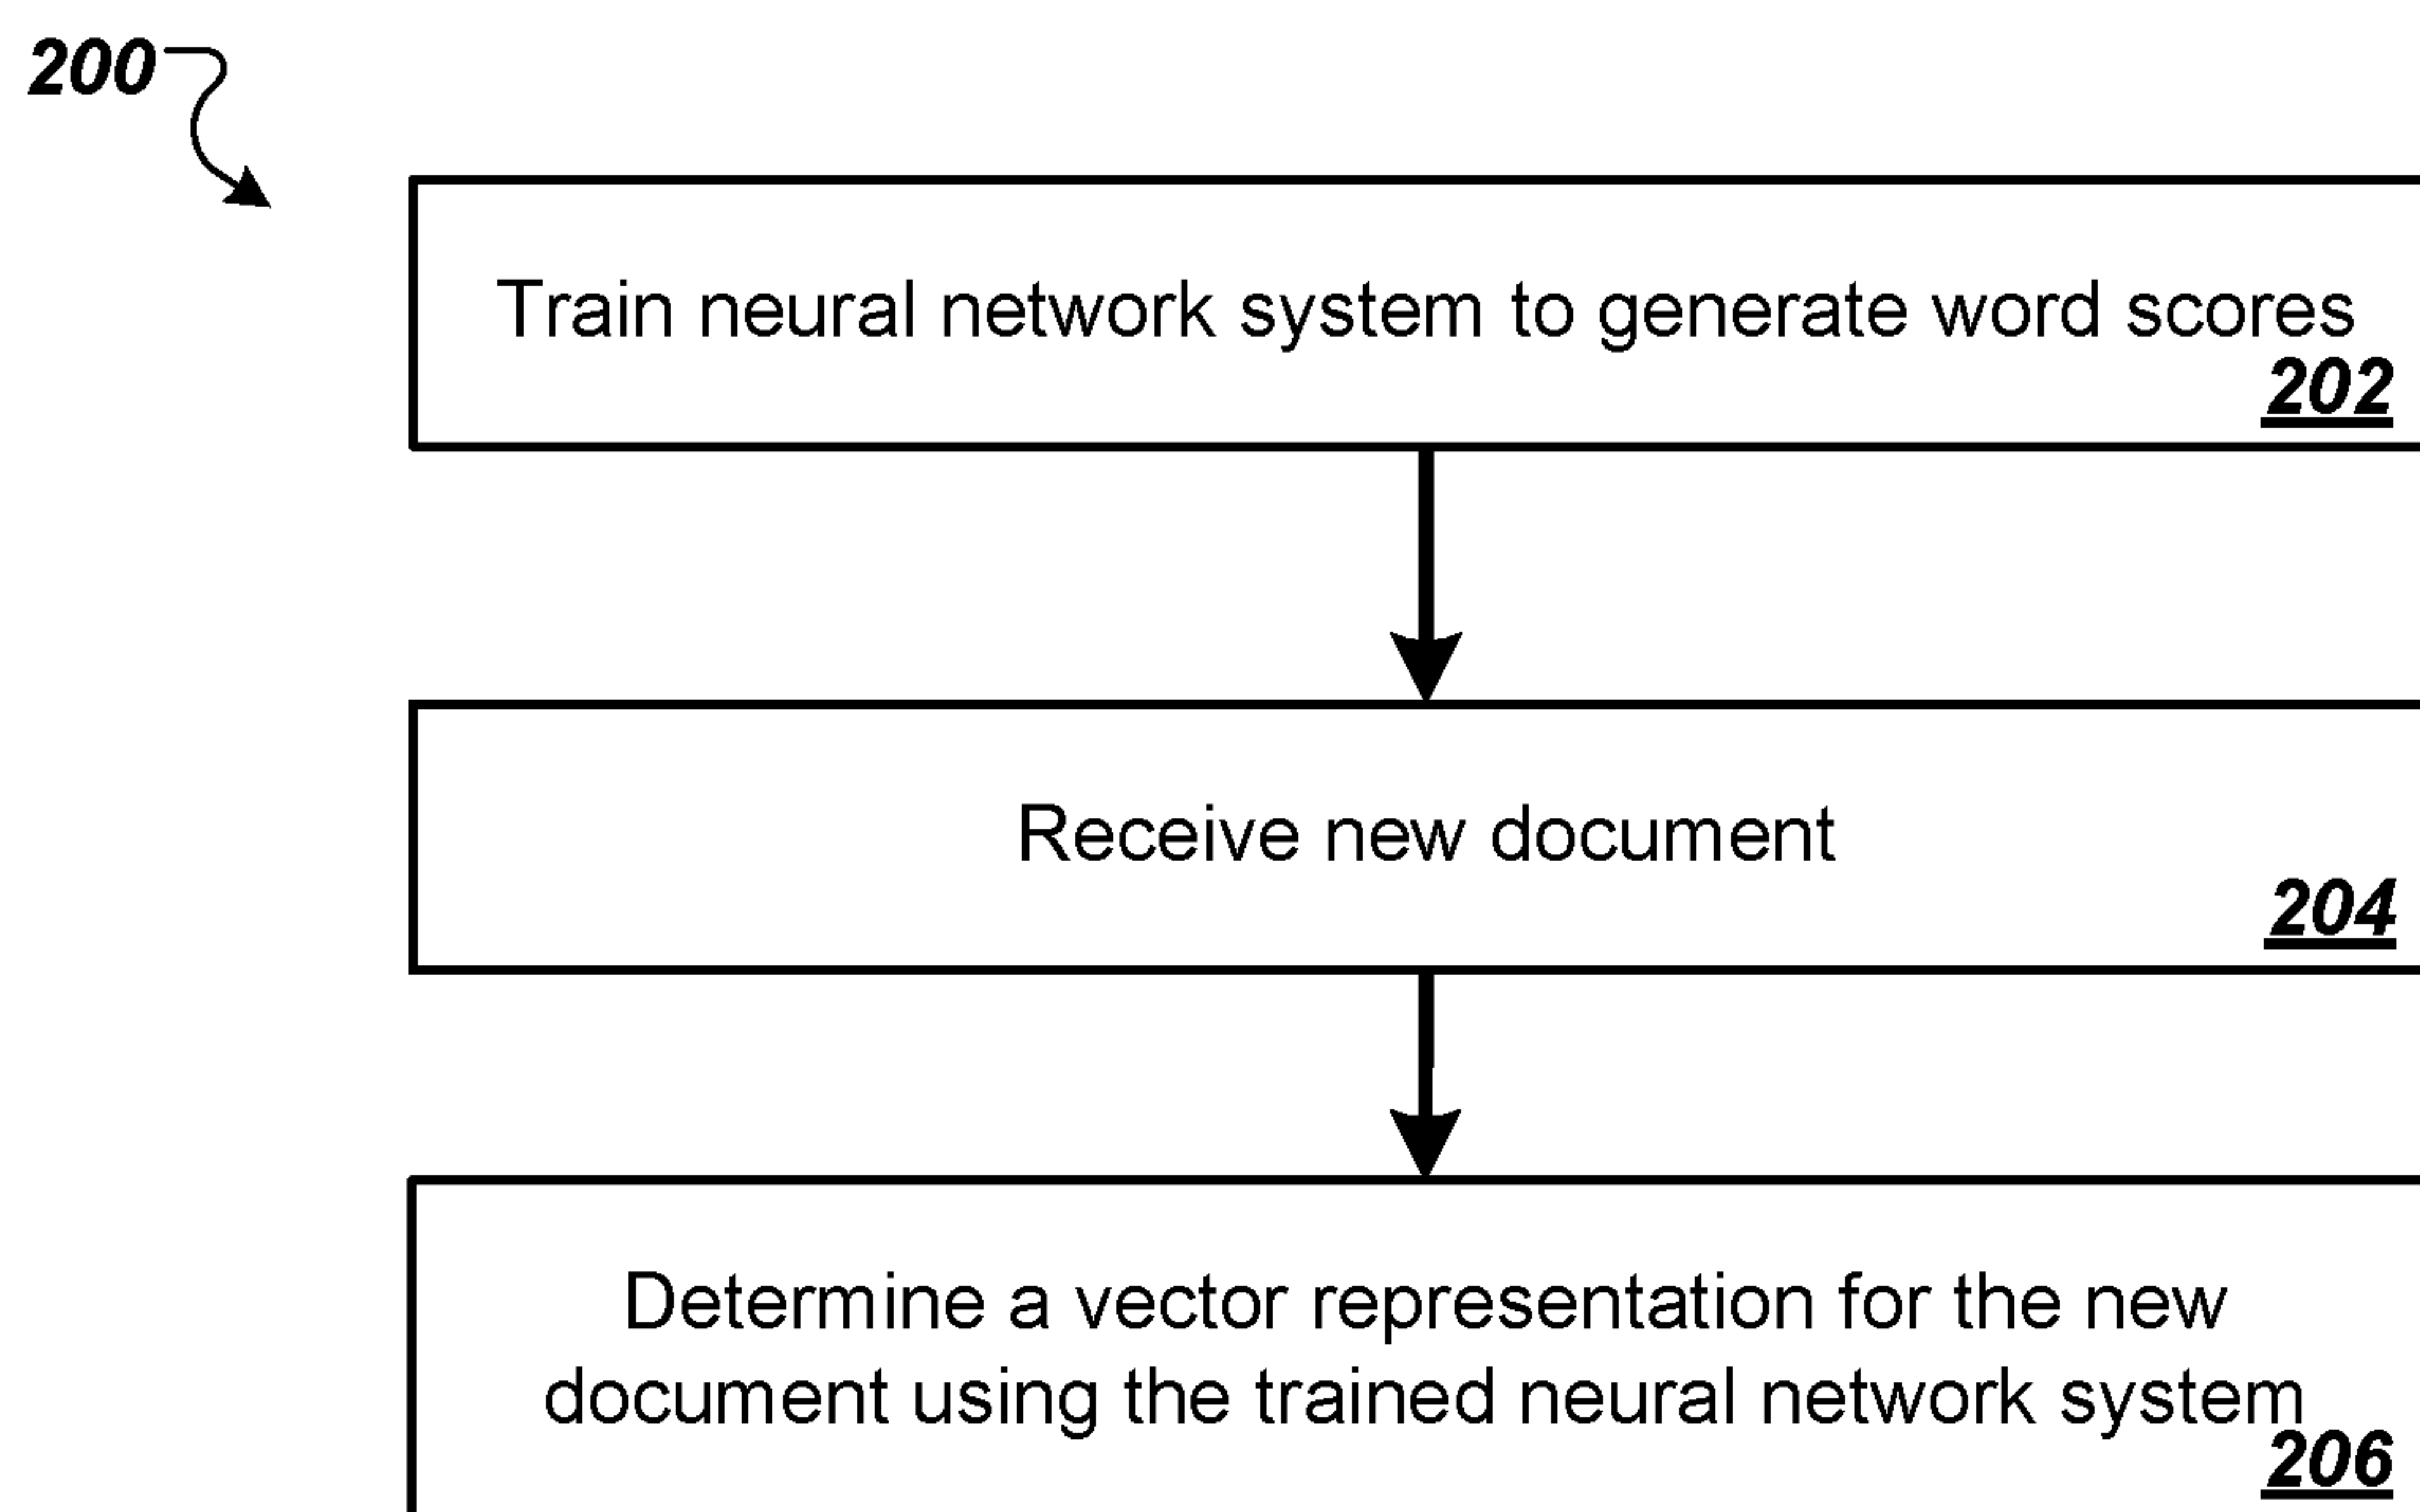 200
Train neural network system to generate word scores
202
Receive new document
204
Determine a vector representation for the new
document using the trained neural network system
206